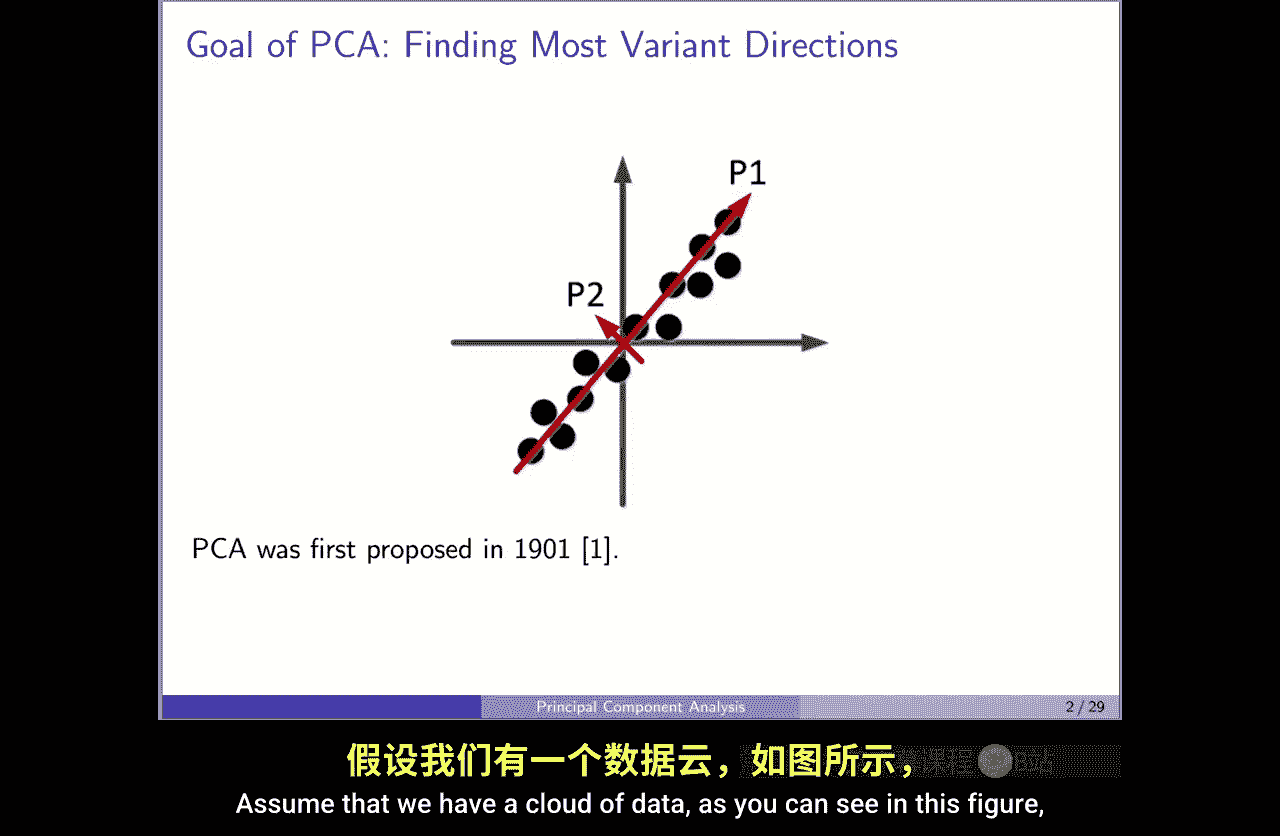 Goal of PCA: Finding Most Variant Directions
P1
P2
PCA was first proposed in 1901 [1].
Principal Component Analysis
2 / 29
假设我们有一个数据云，如图所示，
Assume that we have a cloud of data, as you can see in this figure,